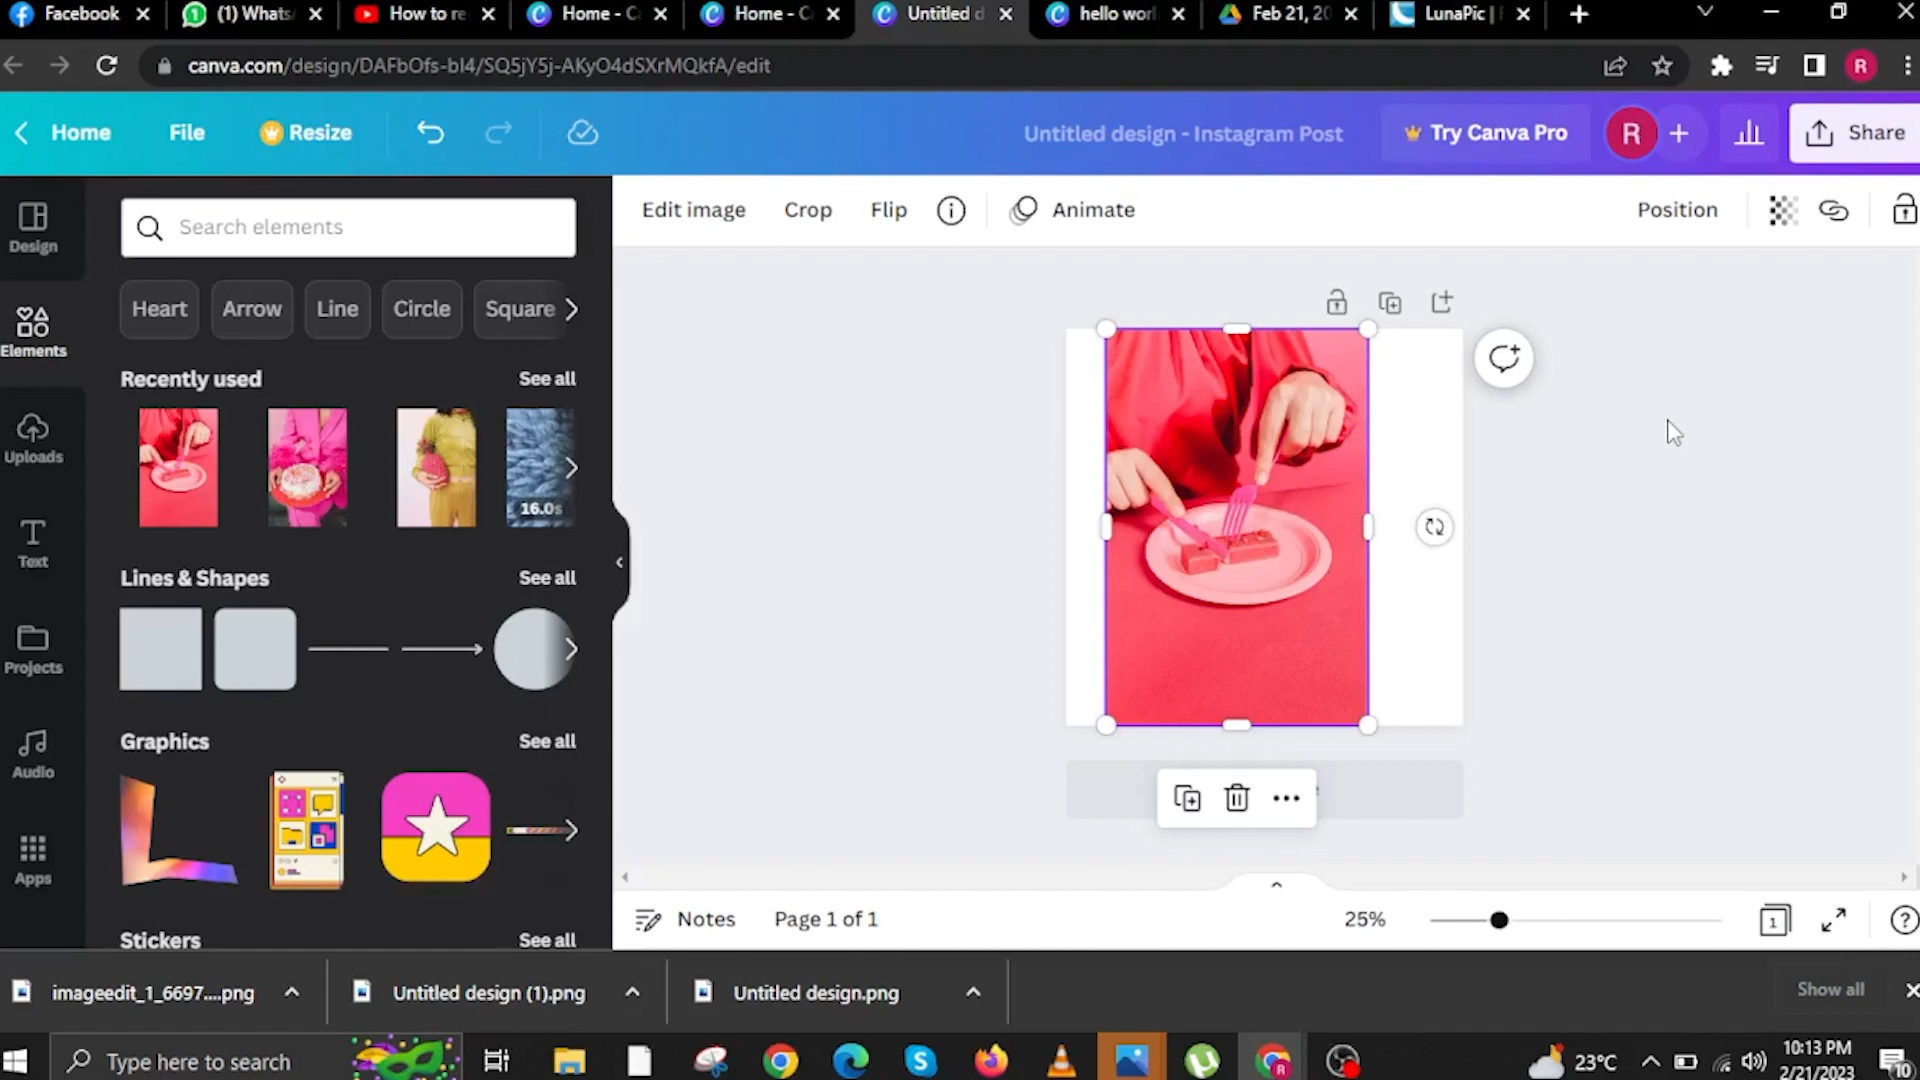 Facebook
(1) Whats
How to re
Home - C
Home - C
Untitled d
hello worl
Feb 21, 20
LunaPic |
canva.com/design/DAFbOfs-bI4/SQ5jY5j-AKyO4dSXrMQkfA/edit
R
Home
File
Resize
Untitled design - Instagram Post
Try Canva Pro
R
Share
Design
Elements
Uploads
Text
Projects
Audio
Apps
Search elements
Heart
Arrow
Line
Circle
Square
Recently used
See all
16.0s
Lines & Shapes
See all
Graphics
See all
Stickers
See all
Edit image
Crop
Flip
Animate
Position
Notes
Page 1 of 1
25%
1
imageedit_1_6697....png
Untitled design (1).png
Untitled design.png
Show all
Type here to search
23°C
10:13 PM
2/21/2023
10